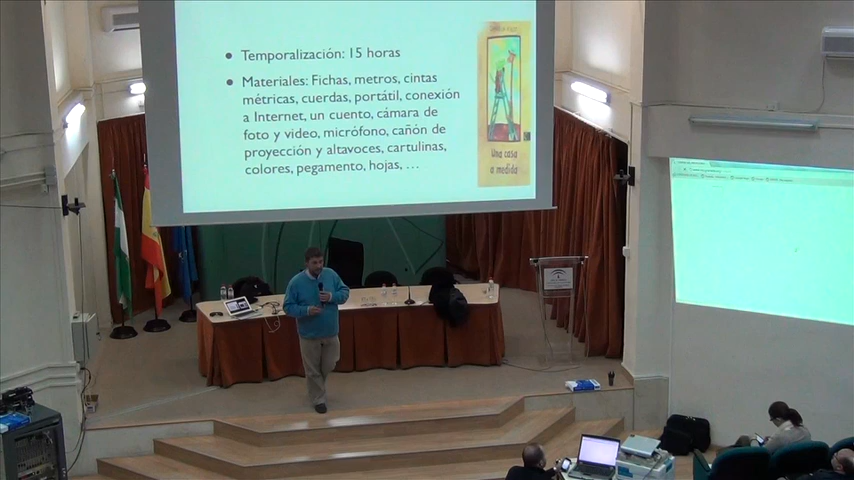 • Temporalización: 15 horas
• Materiales: Fichas, metros, cintas
métricas, cuerdas, portátil, conexión
a Internet, un cuento, cámara de
foto y video, micrófono, cañón de
proyección y altavoces, cartulinas,
colores, pegamento, hojas, ...
Una casa
a medida